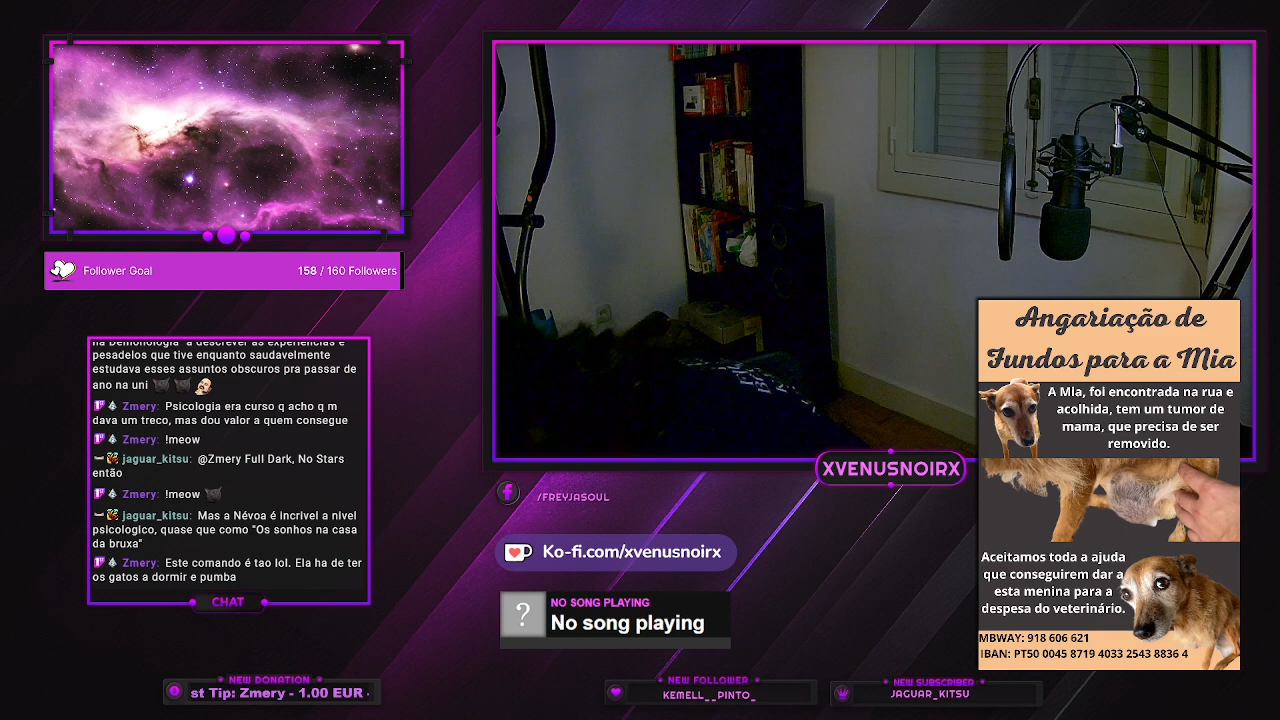 Follower Goal
158 / 160 Followers
na Demonologia a descrever as experiencias e
pesadelos que tive enquanto saudavelmente
estudava esses assuntos obscuros pra passar de
ano na uni
Zmery: Psicologia era curso q acho q m
dava um treco, mas dou valor a quem consegue
Zmery: !meow
jaguar_kitsu: @Zmery Full Dark, No Stars
então
Zmery: !meow
jaguar_kitsu: Mas a Névoa é incrivel a nivel
psicologico, quase que como "Os sonhos na casa
da bruxa"
Zmery: Este comando é tao lol. Ela ha de ter
os gatos a dormir e pumba
CHAT
XVENUSNOIRX
/FREYJASOUL
Ko-fi.com/xvenusnoirx
?
NO SONG PLAYING
No song playing
Angariação de
Fundos para a Mia
A Mia, foi encontrada na rua e
acolhida, tem um tumor de
mama, que precisa de ser
removido.
Aceitamos toda a ajuda
que conseguirem dar a
esta menina para a
despesa do veterinário.
MBWAY: 918 606 621
IBAN: PT50 0045 8719 4033 2543 8836 4
NEW DONATION
st Tip: Zmery - 1.00 EUR -
NEW FOLLOWER
KEMELL__PINTO_
NEW SUBSCRIBER
JAGUAR_KITSU